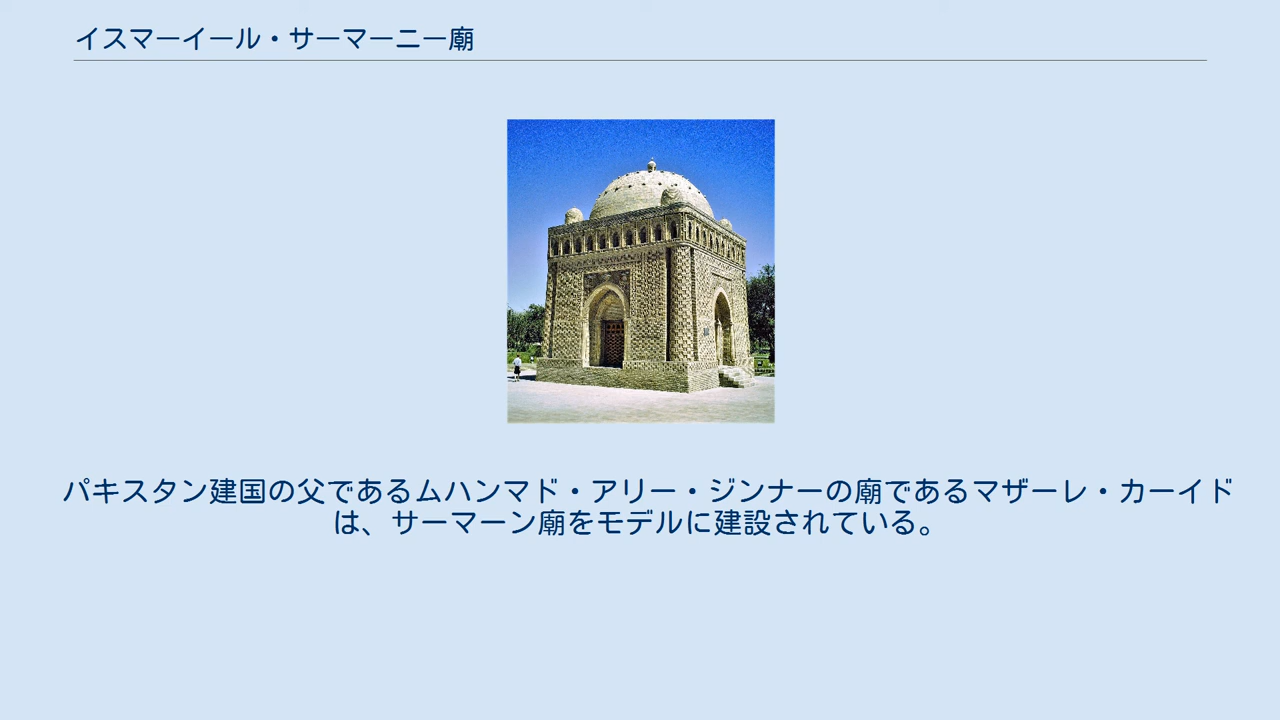 イスマーイール・サーマーニー廟
パキスタン建国の父であるムハンマド・アリー・ジンナーの廟であるマザーレ・カーイド
は、サーマーン廟をモデルに建設されている。